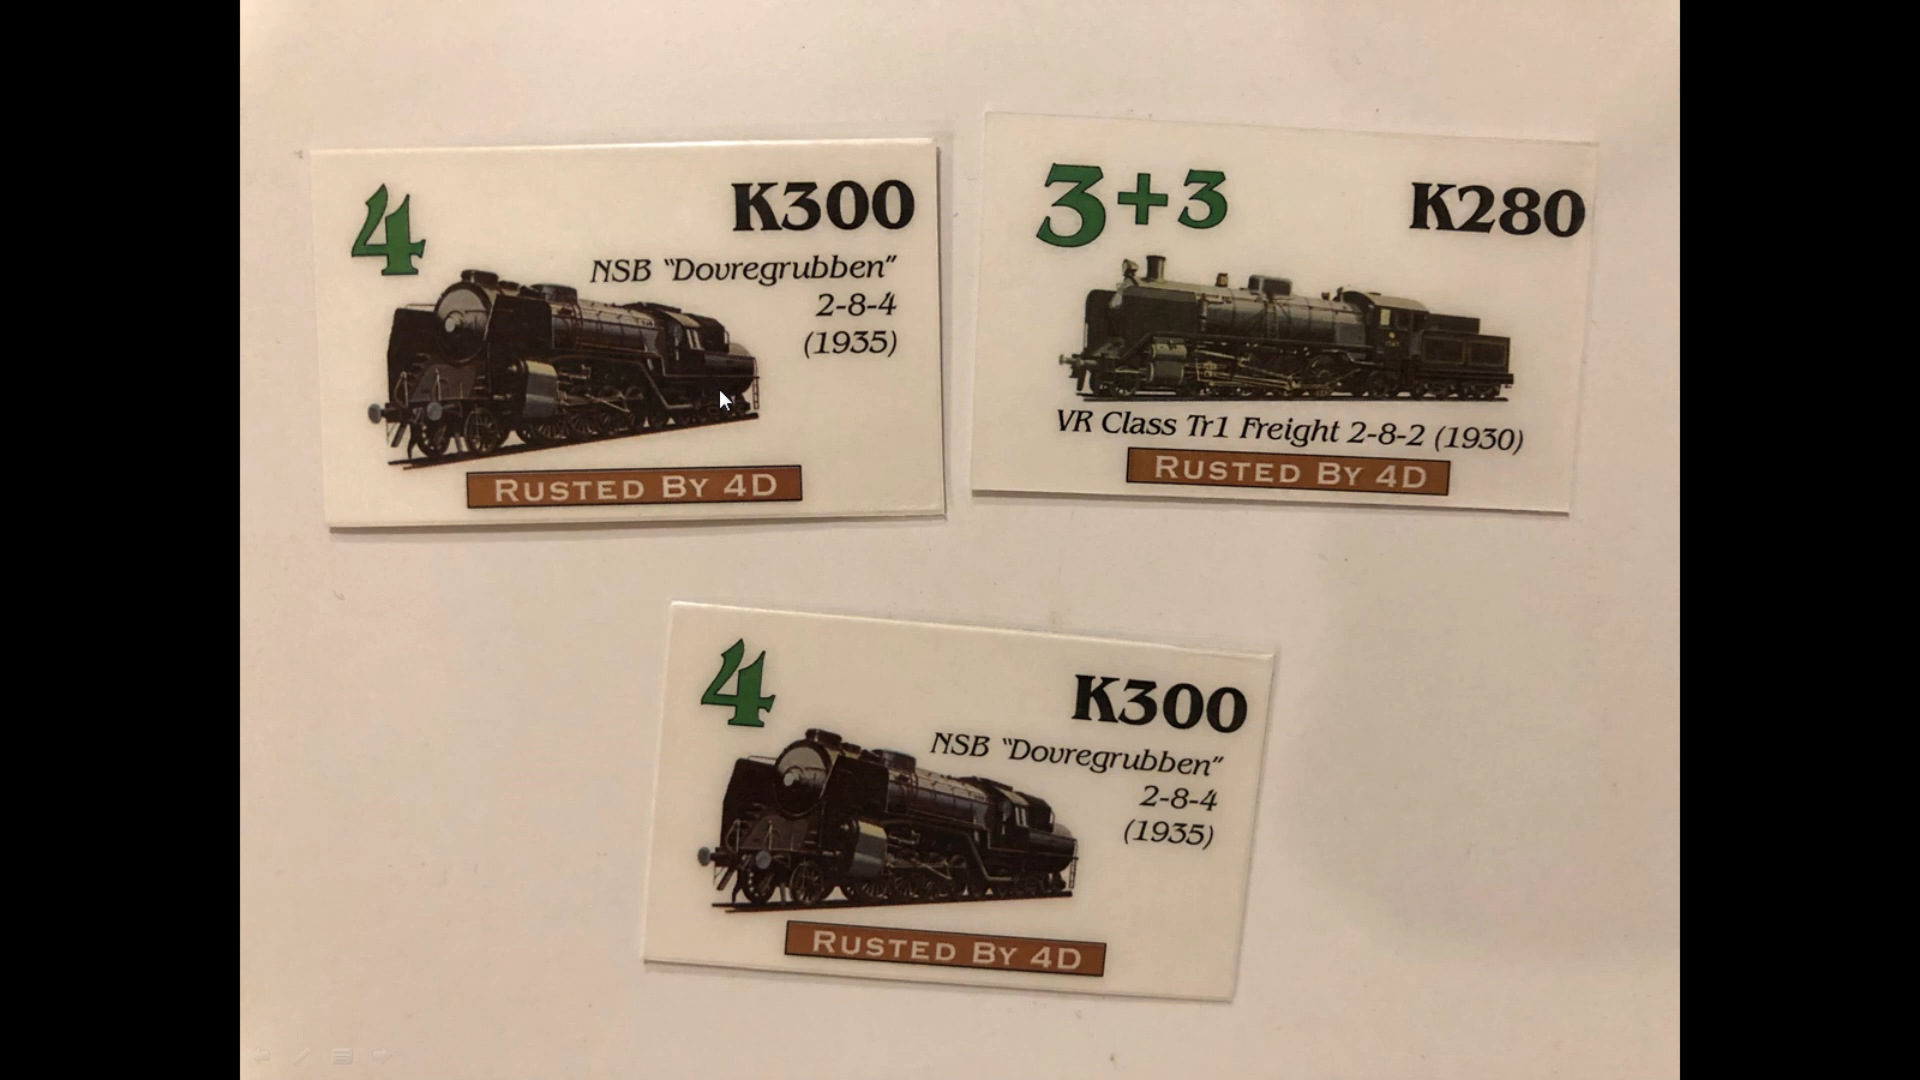 4
K300
NSB "Dovregrubben"
2-8-4
(1935)
RUSTED BY 4D
3+3
K280
VR Class Tr1 Freight 2-8-2 (1930)
RUSTED BY 4D
4
K300
NSB "Dovregrubben"
2-8-4
(1935)
RUSTED BY 4D